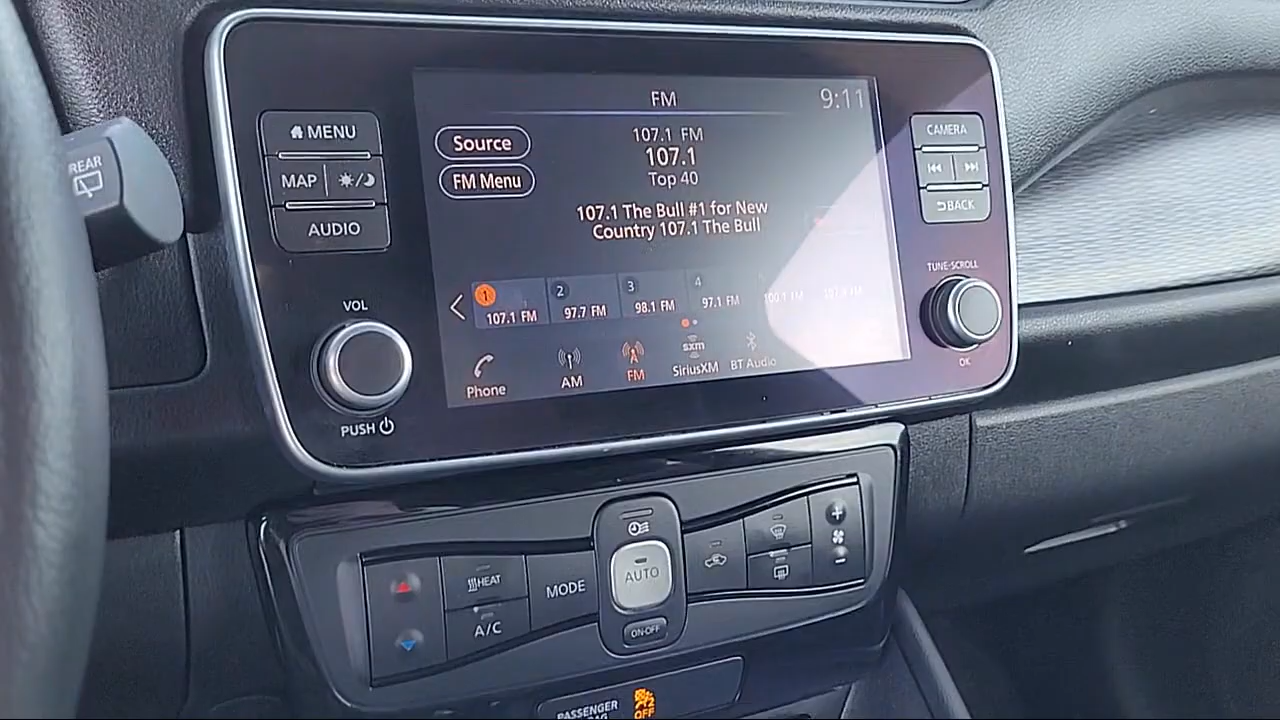 FM
9:11
MENU
MAP
AUDIO
REAR
VOL
PUSH
Source
FM Menu
107.1 FM
107.1
Top 40
107.1 The Bull #1 for New
Country 107.1 The Bull
1
107.1 FM
2
97.7 FM
3
98.1 FM
4
97.1 FM
100.1 FM
Phone
AM
FM
sxm
SiriusXM
BT Audio
CAMERA
BACK
TUNE-SCROLL
OK
HEAT
A/C
MODE
AUTO
ON-OFF
+
-
PASSENGER
OFF